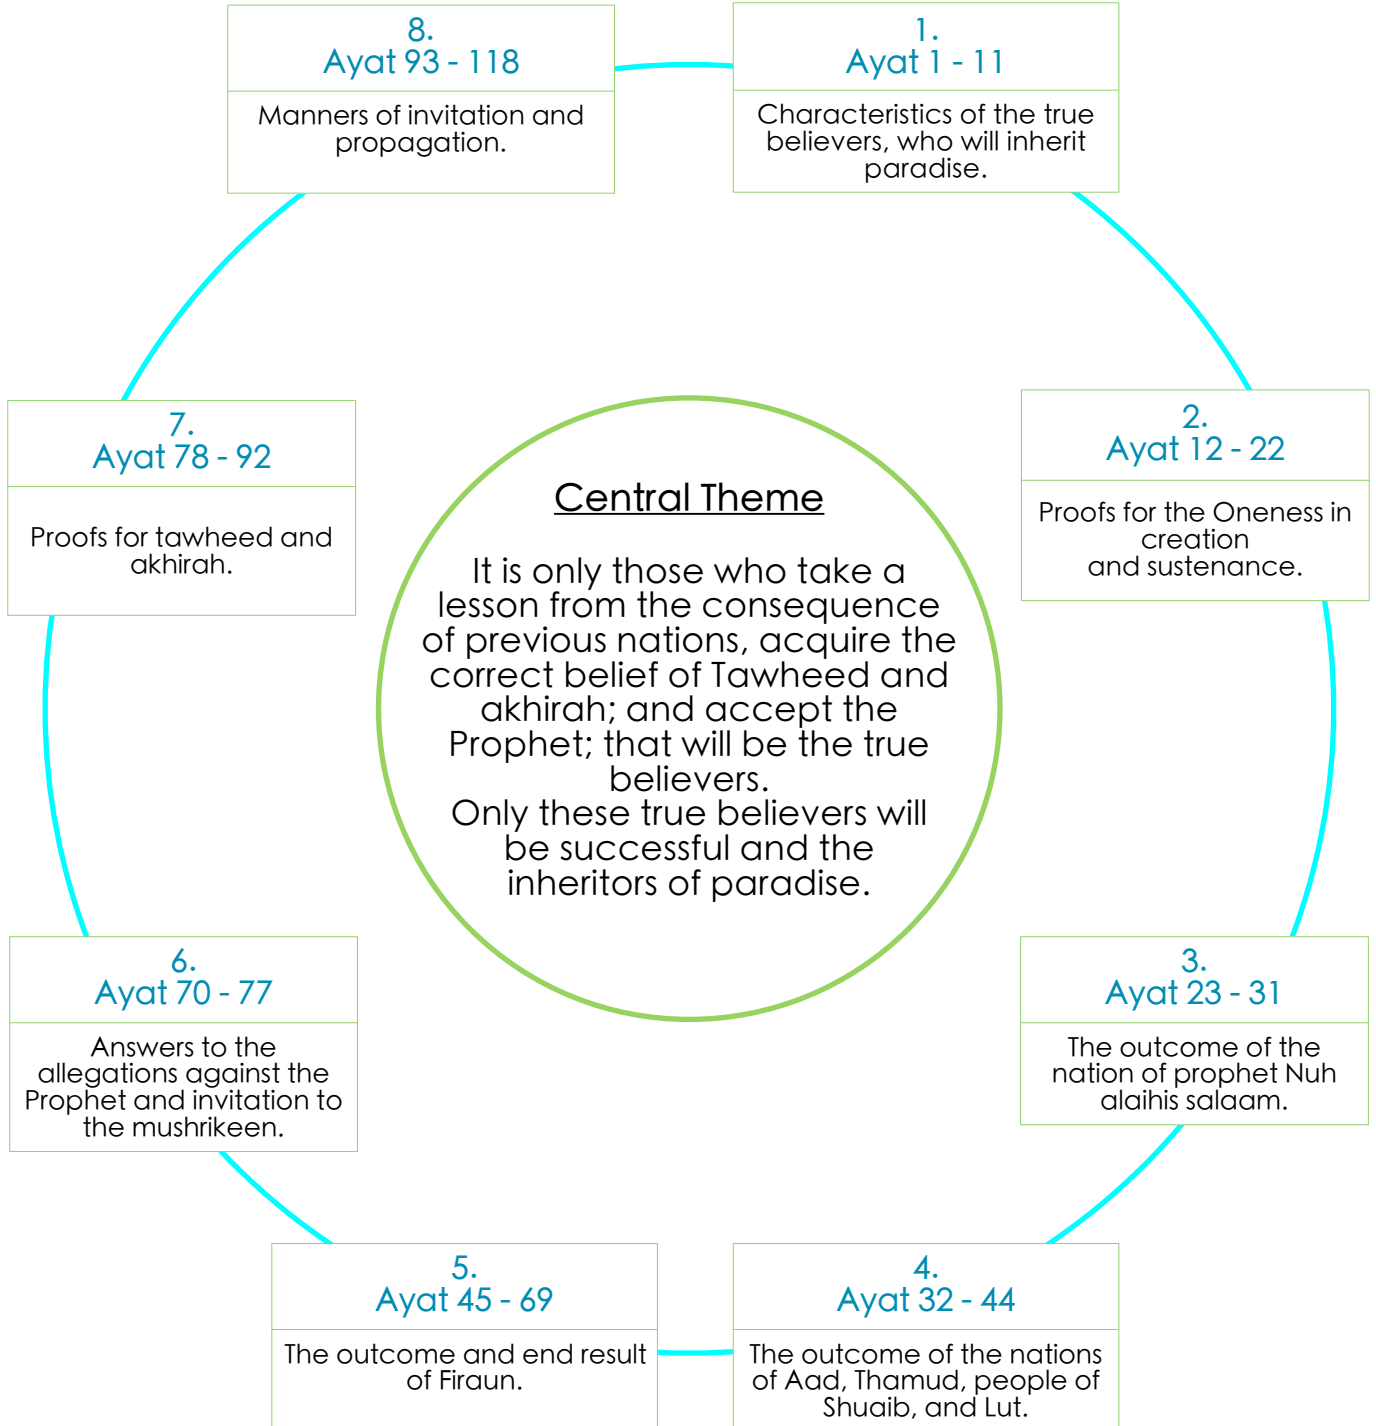 8.
Ayat 93 - 118
Manners of invitation and
propagation.
1.
Ayat 1 - 11
Characteristics of the true
believers, who will inherit
paradise.
2.
Ayat 12 - 22
Proofs for the Oneness in
creation
and sustenance.
3.
Ayat 23 - 31
The outcome of the
nation of prophet Nuh
alaihis salaam.
4.
Ayat 32 - 44
The outcome of the nations
of Aad, Thamud, people of
Shuaib, and Lut.
5.
Ayat 45 - 69
The outcome and end result
of Firaun.
6.
Ayat 70 - 77
Answers to the
allegations against the
Prophet and invitation to
the mushrikeen.
7.
Ayat 78 - 92
Proofs for tawheed and
akhirah.
Central Theme
It is only those who take a
lesson from the consequence
of previous nations, acquire the
correct belief of Tawheed and
akhirah; and accept the
Prophet; that will be the true
believers.
Only these true believers will
be successful and the
inheritors of paradise.